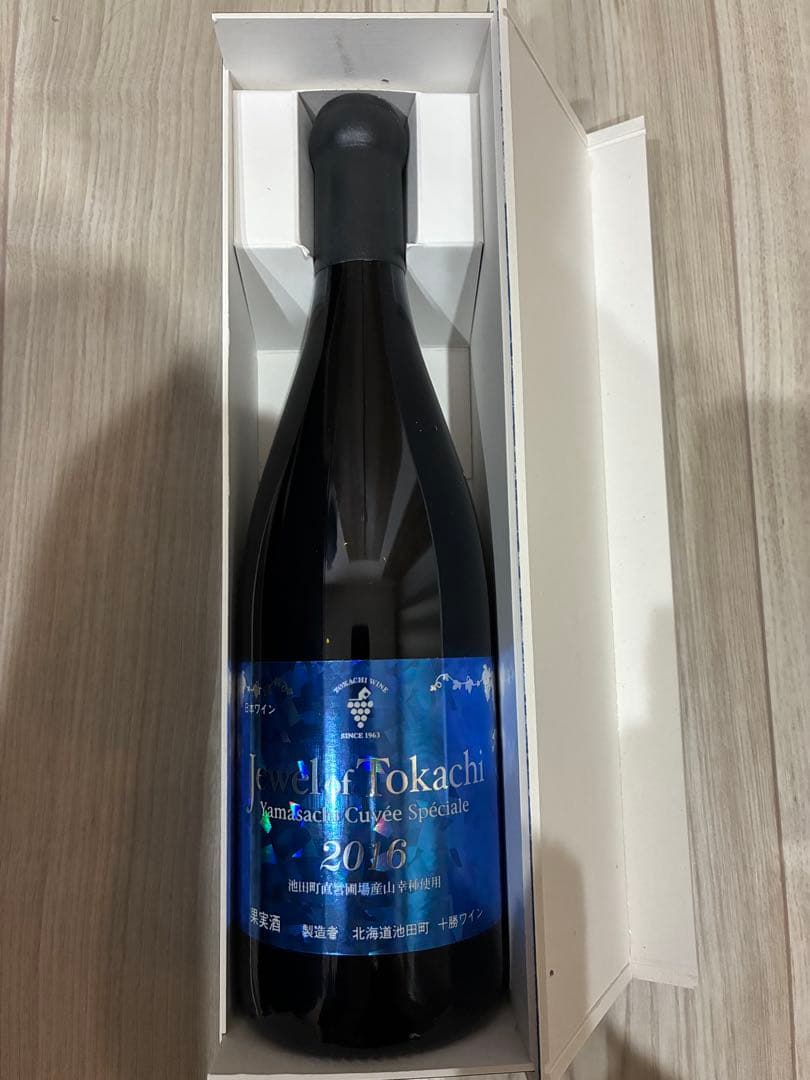 TOKACHI WINE
SINCE 1963
日本ワイン
Jewel of Tokachi
Yamasachi Cuvée Spéciale
2016
池田町直営圃場産山幸種使用
果実酒 製造者 北海道池田町 十勝ワイン